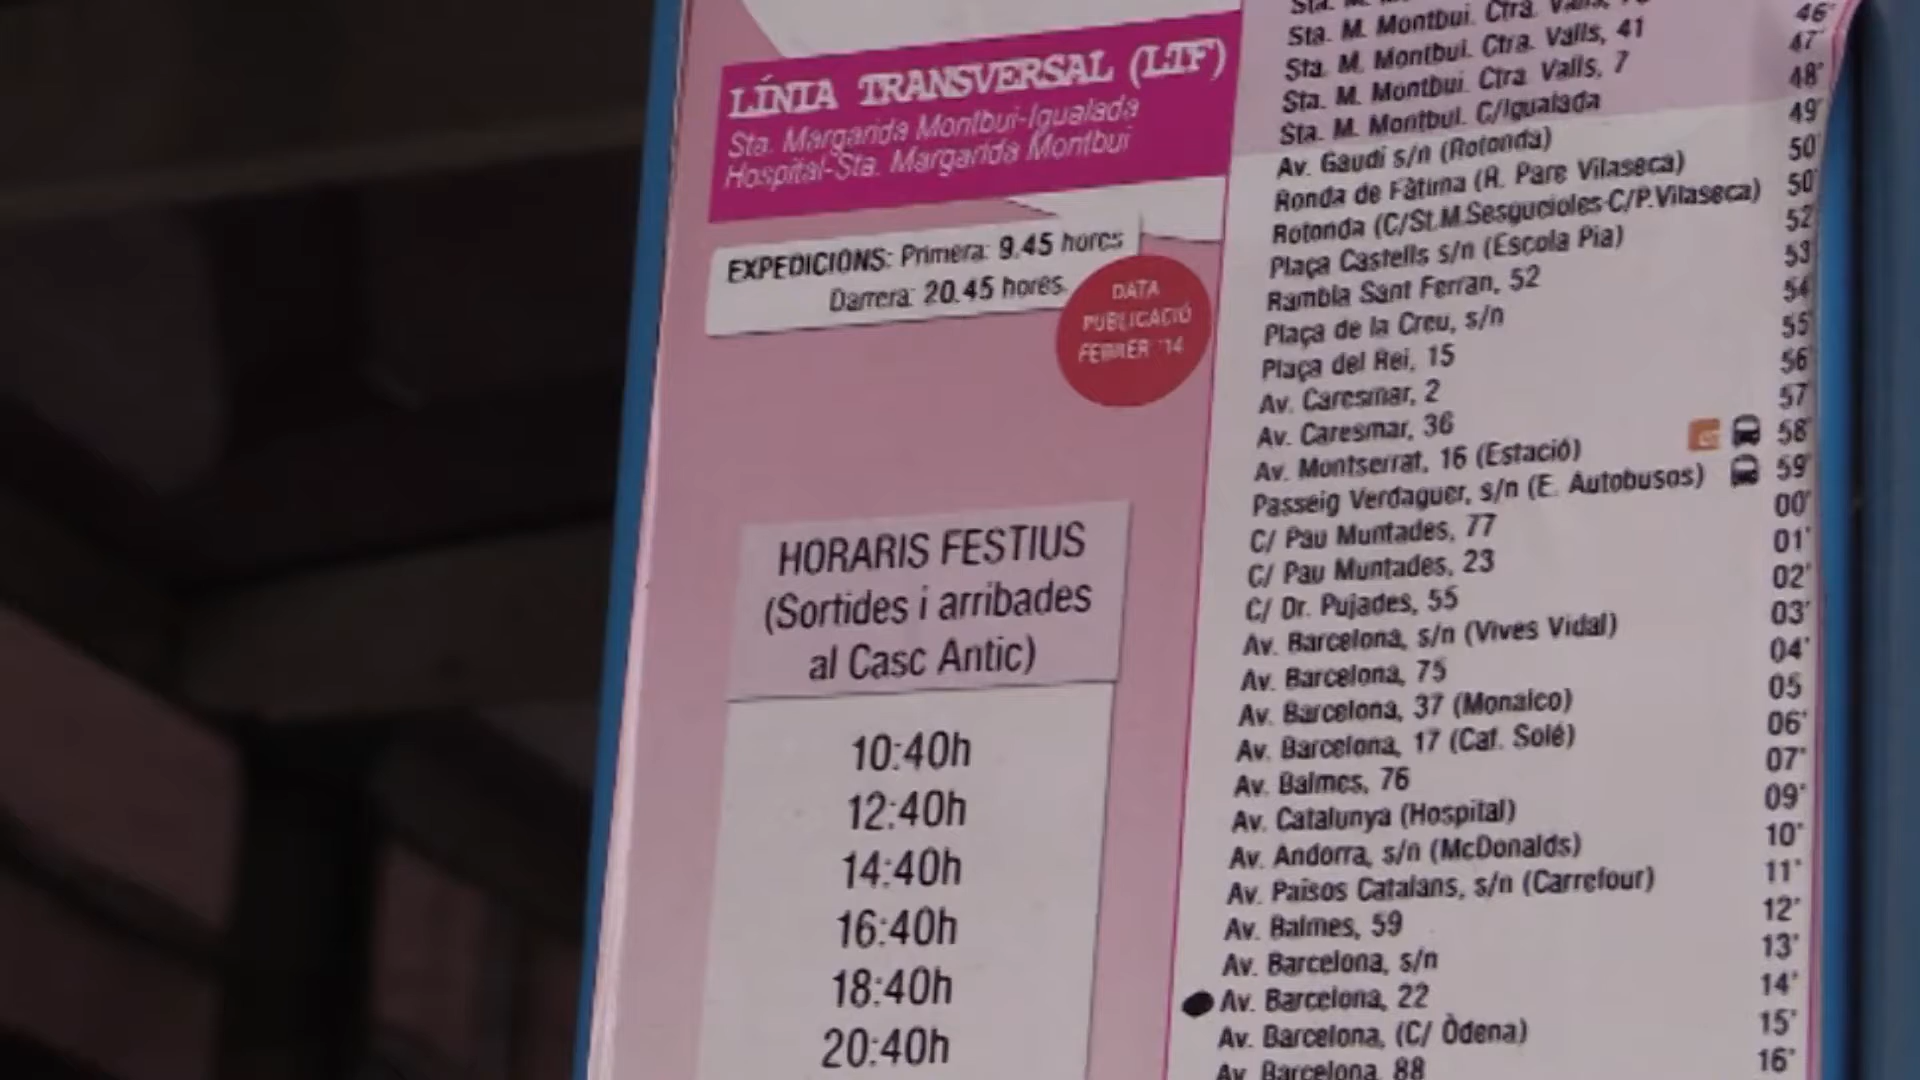 LÍNIA TRANSVERSAL (LTF)
Sta. Margarida Montbui-Igualada
Hospital-Sta. Margarida Montbui
EXPEDICIONS: Primera: 9.45 hores
Darrera: 20.45 hores.
DATA
PUBLICACIÓ
FEBRER '14
HORARIS FESTIUS
(Sortides i arribades
al Casc Antic)
10:40h
12:40h
14:40h
16:40h
18:40h
20:40h
Sta. M. Montbui. Ctra. Valls, 46'
Sta. M. Montbui. Ctra. Valls, 41 47'
Sta. M. Montbui. Ctra. Valls, 7 48'
Sta. M. Montbui. C/Igualada 49'
Av. Gaudí s/n (Rotonda) 50'
Ronda de Fàtima (R. Pare Vilaseca) 50'
Rotonda (C/St.M.Sesgucioles-C/P.Vilaseca) 52'
Plaça Castells s/n (Escola Pia) 53'
Rambla Sant Ferran, 52 54'
Plaça de la Creu, s/n 55'
Plaça del Rei, 15 56'
Av. Caresmar, 2 57'
Av. Caresmar, 36 58'
Av. Montserrat, 16 (Estació) 59'
Passeig Verdaguer, s/n (E. Autobusos) 00'
C/ Pau Muntades, 77 01'
C/ Pau Muntades, 23 02'
C/ Dr. Pujades, 55 03'
Av. Barcelona, s/n (Vives Vidal) 04'
Av. Barcelona, 75 05
Av. Barcelona, 37 (Monalco) 06'
Av. Barcelona, 17 (Caf. Solé) 07'
Av. Balmes, 76 09'
Av. Catalunya (Hospital) 10'
Av. Andorra, s/n (McDonalds) 11'
Av. Països Catalans, s/n (Carrefour) 12'
Av. Balmes, 59 13'
Av. Barcelona, s/n 14'
Av. Barcelona, 22 15'
Av. Barcelona, (C/ Òdena) 16'
Av. Barcelona, 88